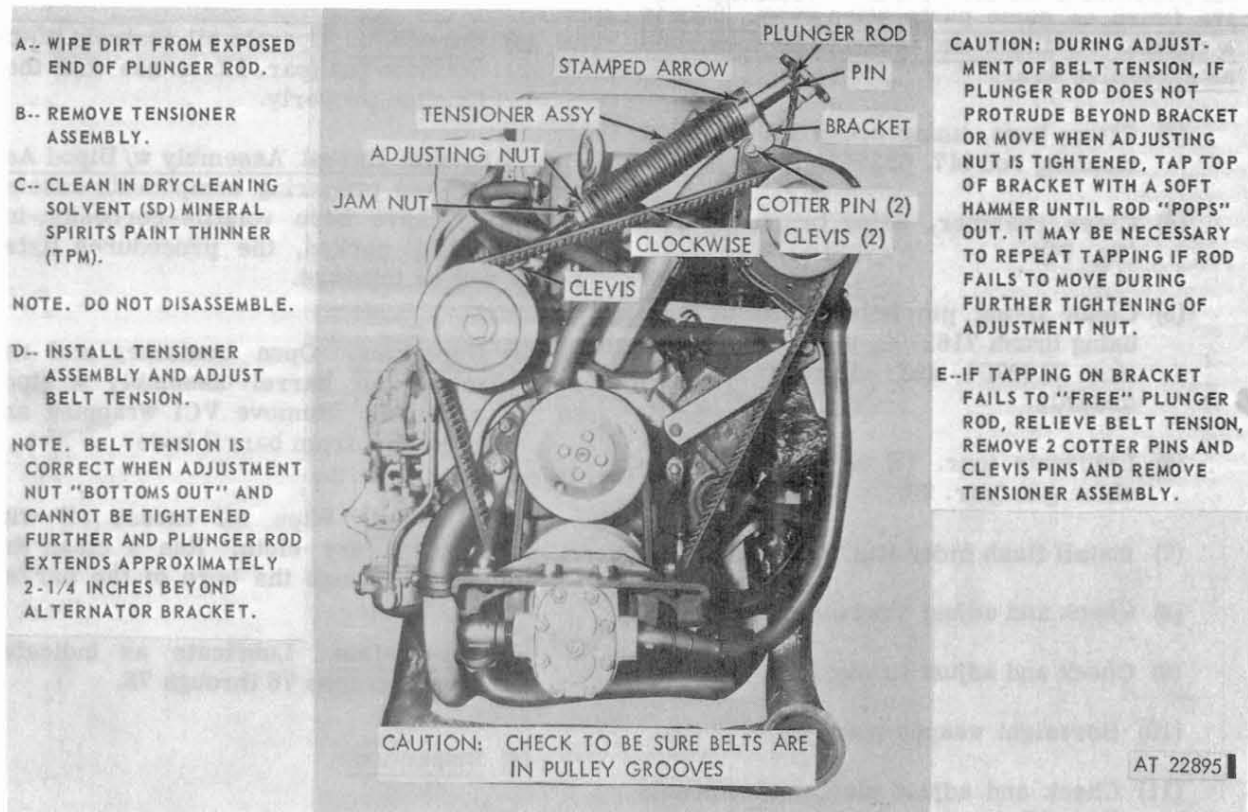 A-- WIPE DIRT FROM EXPOSED
END OF PLUNGER ROD.
B-- REMOVE TENSIONER
ASSEMBLY.
C-- CLEAN IN DRYCLEANING
SOLVENT (SD) MINERAL
SPIRITS PAINT THINNER
(TPM).
NOTE. DO NOT DISASSEMBLE.
D-- INSTALL TENSIONER
ASSEMBLY AND ADJUST
BELT TENSION.
NOTE. BELT TENSION IS
CORRECT WHEN ADJUSTMENT
NUT "BOTTOMS OUT" AND
CANNOT BE TIGHTENED
FURTHER AND PLUNGER ROD
EXTENDS APPROXIMATELY
2-1/4 INCHES BEYOND
ALTERNATOR BRACKET.
PLUNGER ROD
STAMPED ARROW
PIN
TENSIONER ASSY
BRACKET
ADJUSTING NUT
JAM NUT
COTTER PIN (2)
CLOCKWISE
CLEVIS (2)
CLEVIS
CAUTION: CHECK TO BE SURE BELTS ARE
IN PULLEY GROOVES
CAUTION: DURING ADJUST-
MENT OF BELT TENSION, IF
PLUNGER ROD DOES NOT
PROTRUDE BEYOND BRACKET
OR MOVE WHEN ADJUSTING
NUT IS TIGHTENED, TAP TOP
OF BRACKET WITH A SOFT
HAMMER UNTIL ROD "POPS"
OUT. IT MAY BE NECESSARY
TO REPEAT TAPPING IF ROD
FAILS TO MOVE DURING
FURTHER TIGHTENING OF
ADJUSTMENT NUT.
E--IF TAPPING ON BRACKET
FAILS TO "FREE" PLUNGER
ROD, RELIEVE BELT TENSION,
REMOVE 2 COTTER PINS AND
CLEVIS PINS AND REMOVE
TENSIONER ASSEMBLY.
AT 22895